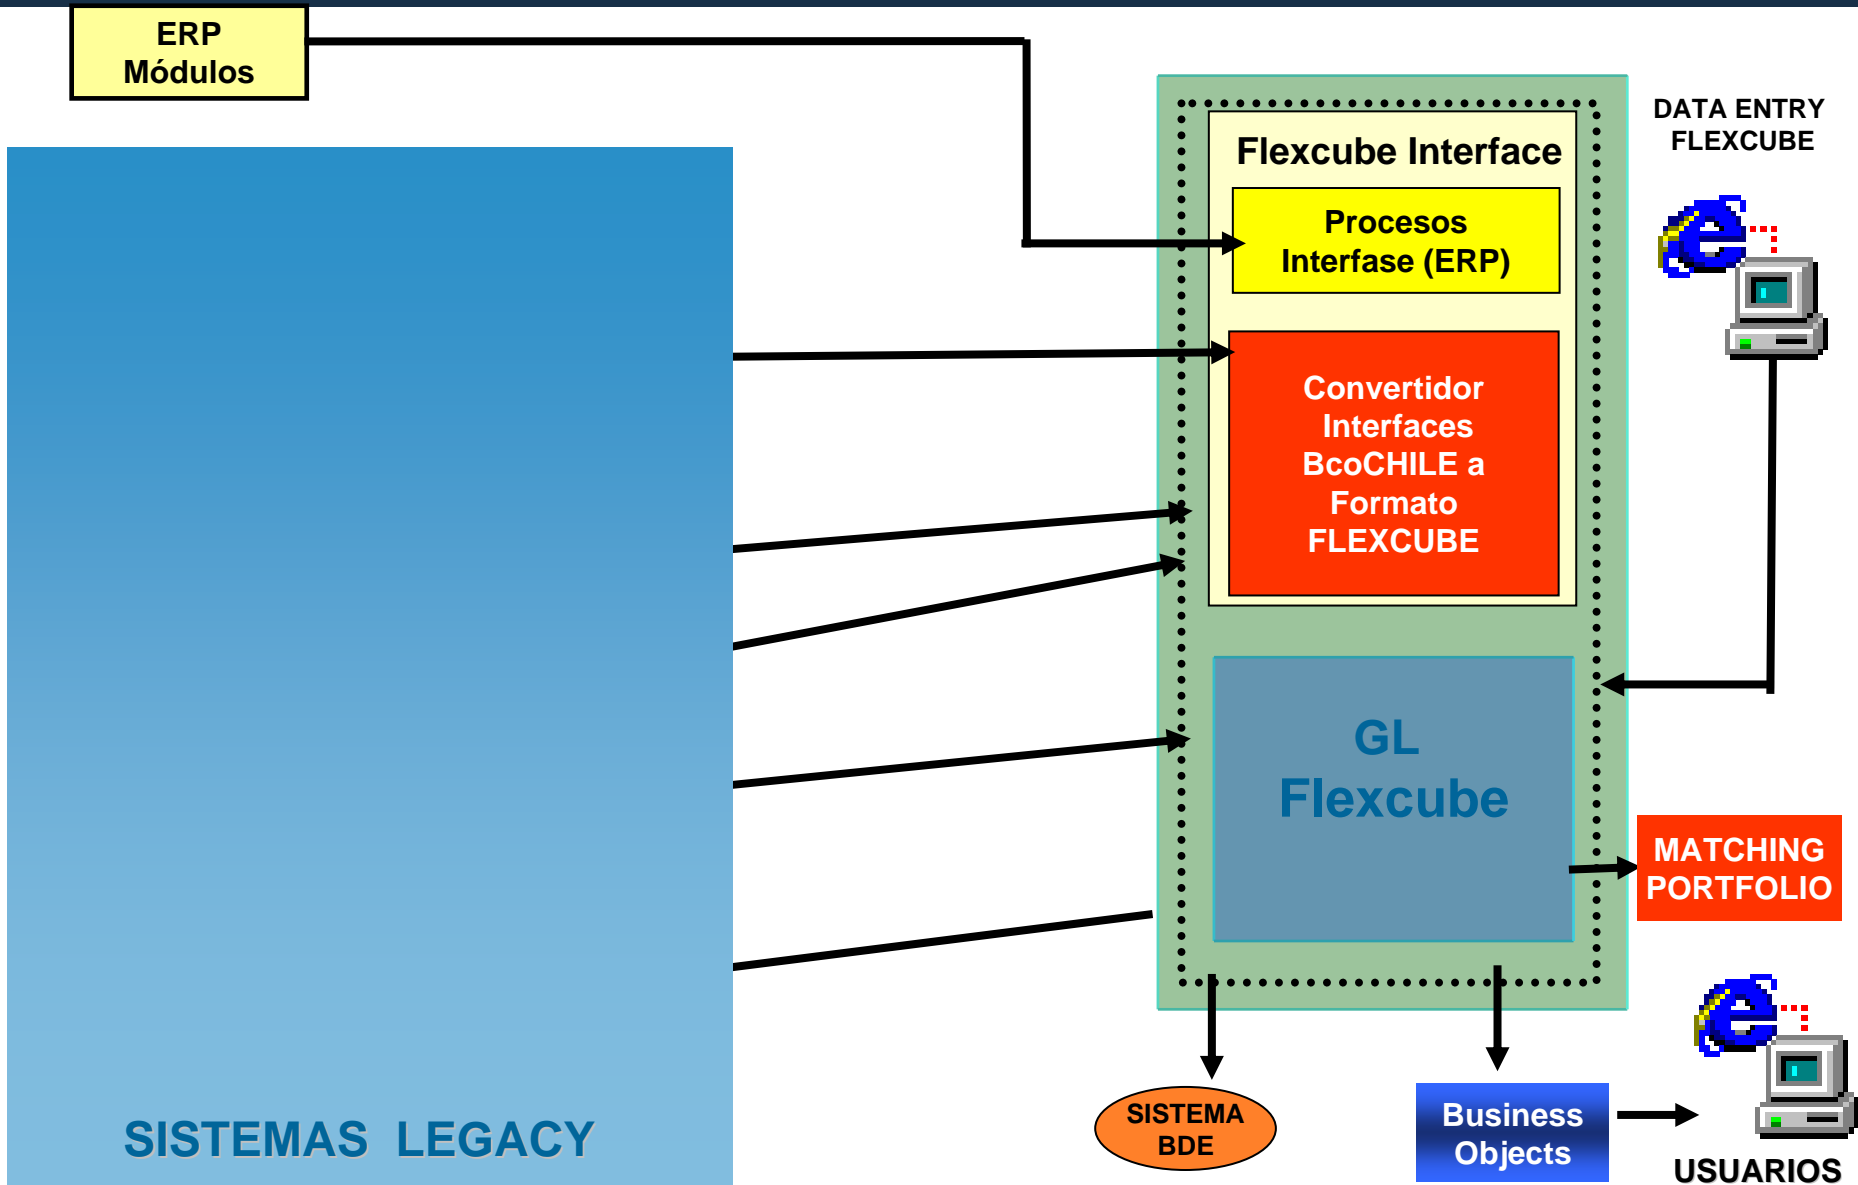 ERP
Módulos
DATA ENTRY
FLEXCUBE
Flexcube Interface
Procesos
Interfase (ERP)
Convertidor
Interfaces
BcoCHILE a
Formato
FLEXCUBE
GL
Flexcube
MATCHING
PORTFOLIO
SISTEMAS LEGACY
SISTEMA
BDE
Business
Objects
USUARIOS